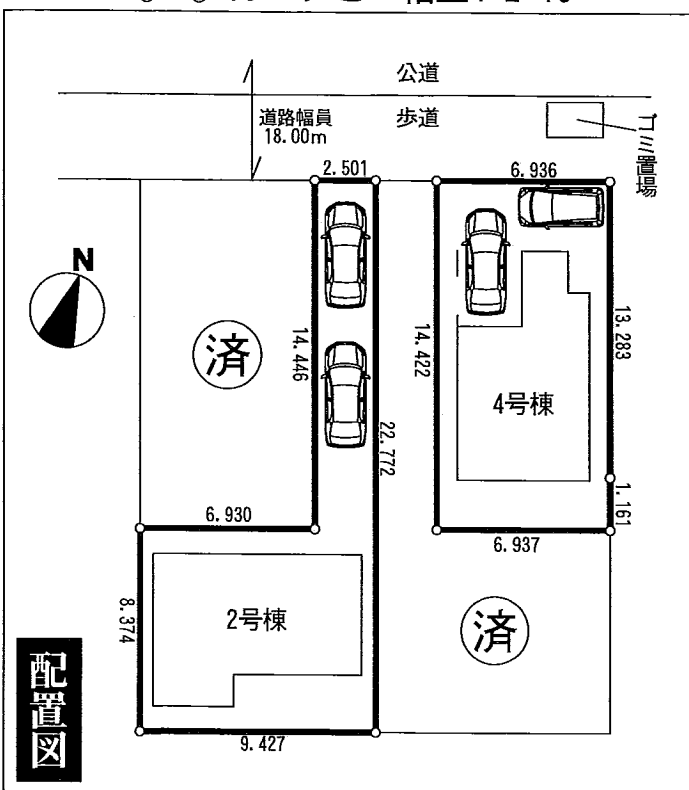 公道
道路幅員
18.00m
歩道
ゴミ置場
2.501
6.936
N
済
14.446
14.422
13.283
4号棟
22.772
6.930
1.161
6.937
8.374
2号棟
済
配置図
9.427